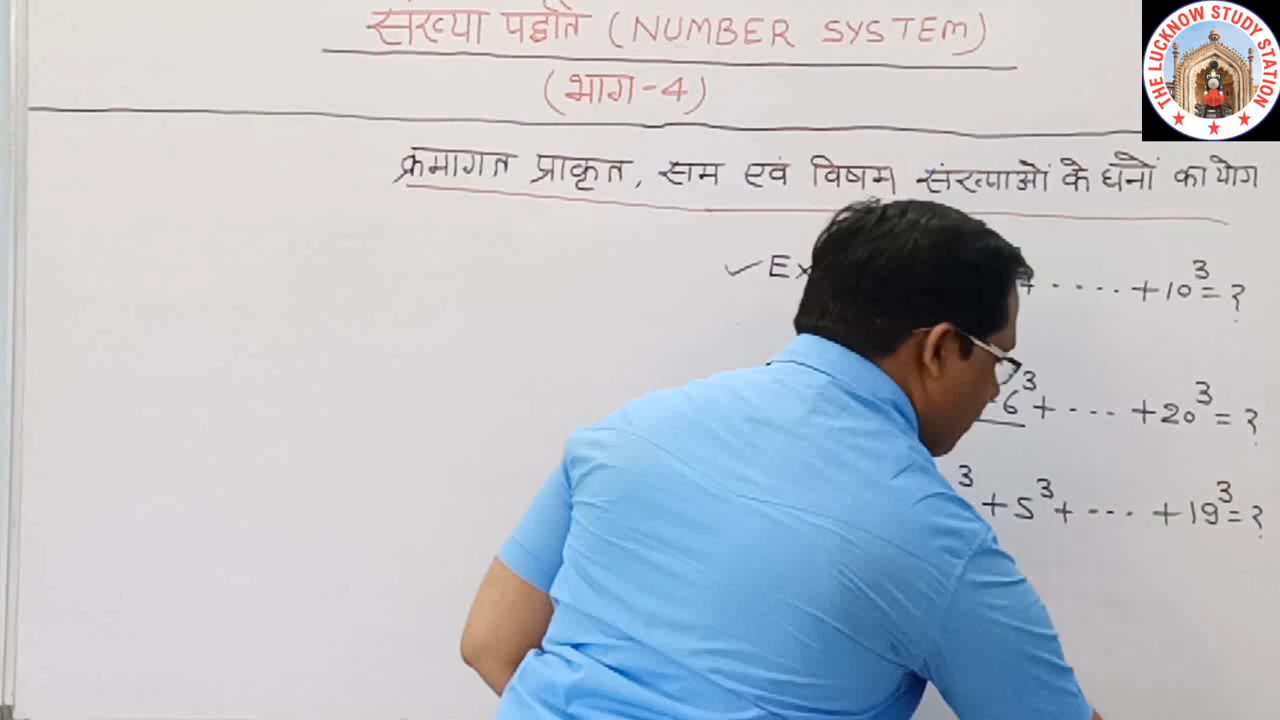 संख्या पद्धति (NUMBER SYSTEM)
(भाग-4)
THE LUCKNOW STUDY STATION
क्रमागत प्राकृत, सम एवं विषम संख्याओं के घनों का योग
✓ Ex + ..... + 10³ = ?
6³ + .... + 20³ = ?
³ + 5³ + .... + 19³ = ?